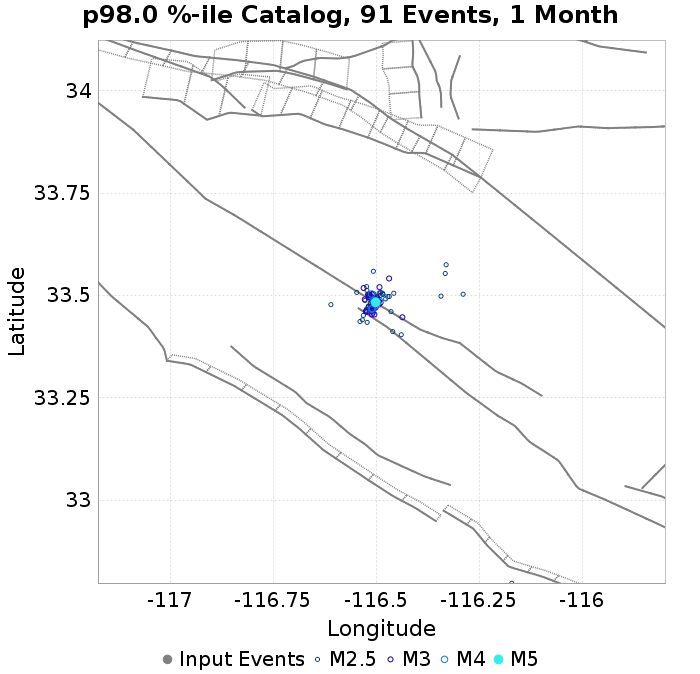 p98.0 %-ile Catalog, 91 Events, 1 Month
34
33.75
33.5
33.25
33
Latitude
-117
-116.75
-116.5
-116.25
-116
Longitude
Input Events
M2.5
M3
M4
M5